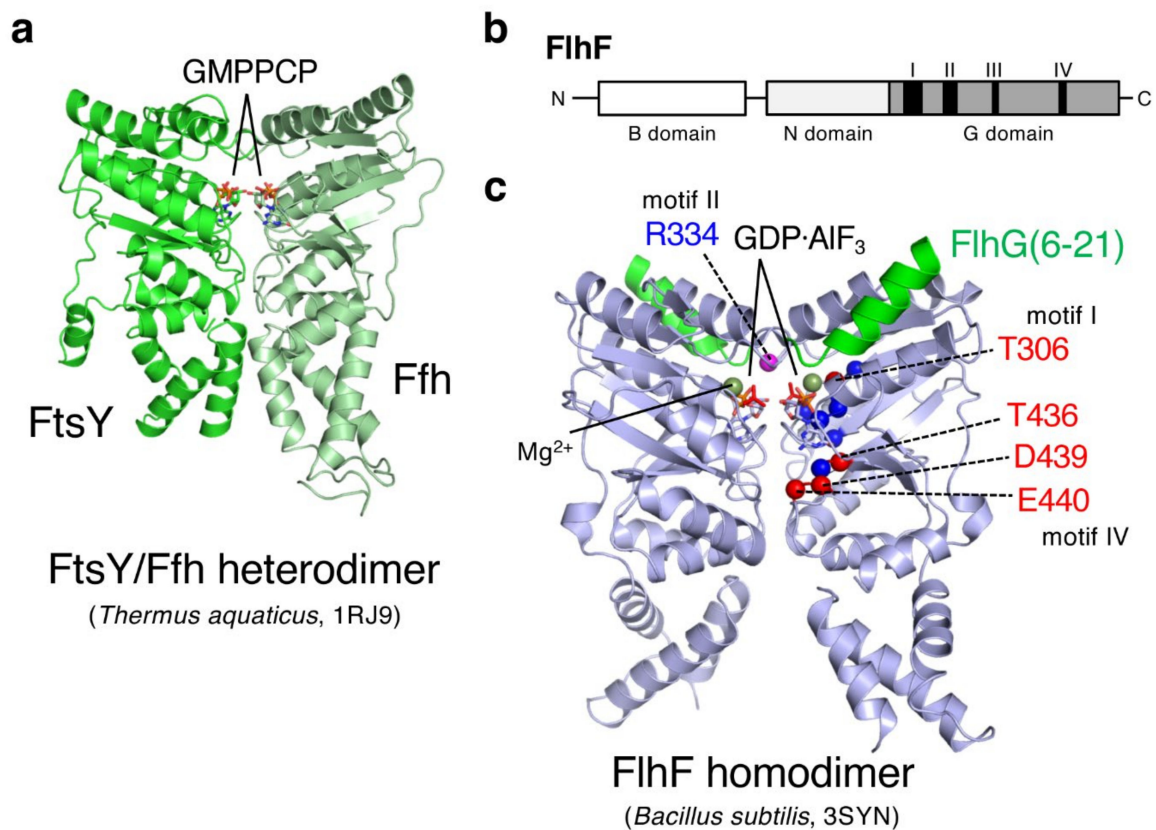 a
GMPPCP
FtsY
Ffh
FtsY/Ffh heterodimer
(Thermus aquaticus, 1RJ9)
b
FlhF
I II III IV
N C
B domain N domain G domain
c
motif II
R334
GDP·AlF₃
FlhG(6-21)
motif I
T306
T436
D439
E440
motif IV
Mg²⁺
FlhF homodimer
(Bacillus subtilis, 3SYN)